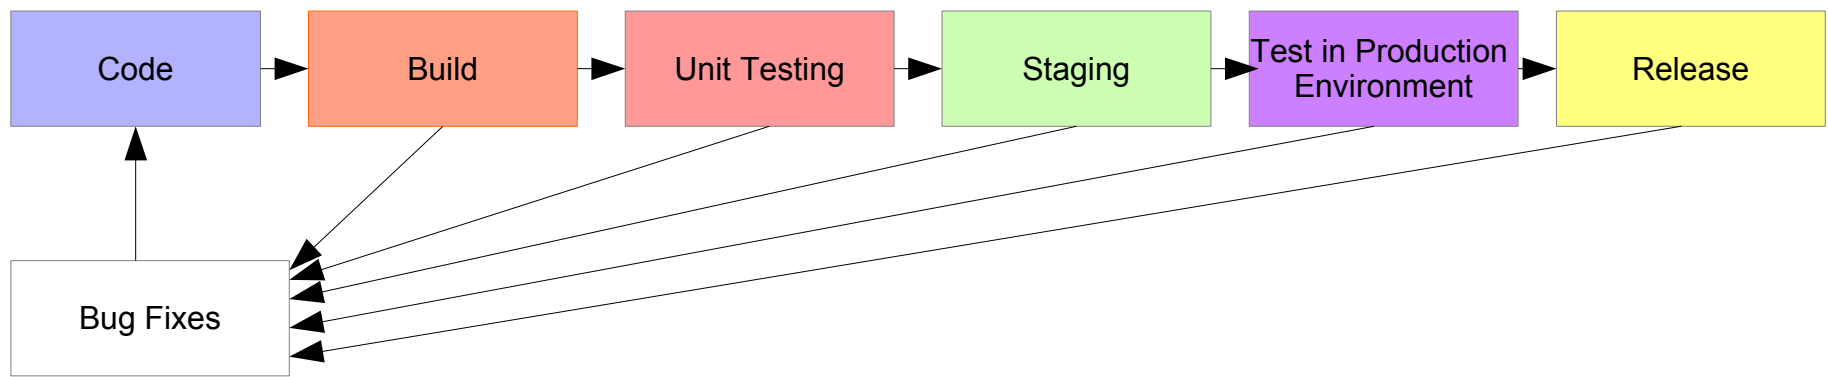 Code
Build
Unit Testing
Staging
Test in Production
Environment
Release
Bug Fixes